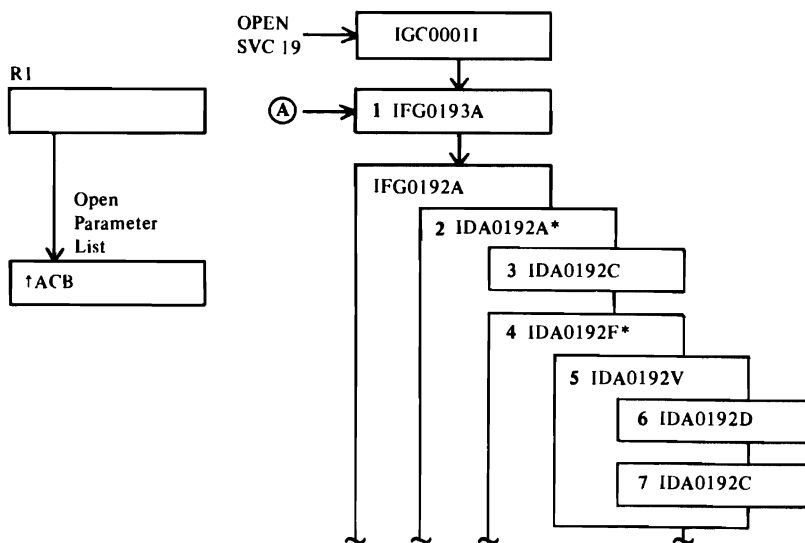 OPEN
SVC 19
IGC0001I
R1
A
1 IFG0193A
IFG0192A
Open
Parameter
List
2 IDA0192A*
3 IDA0192C
↑ACB
4 IDA0192F*
5 IDA0192V
6 IDA0192D
7 IDA0192C